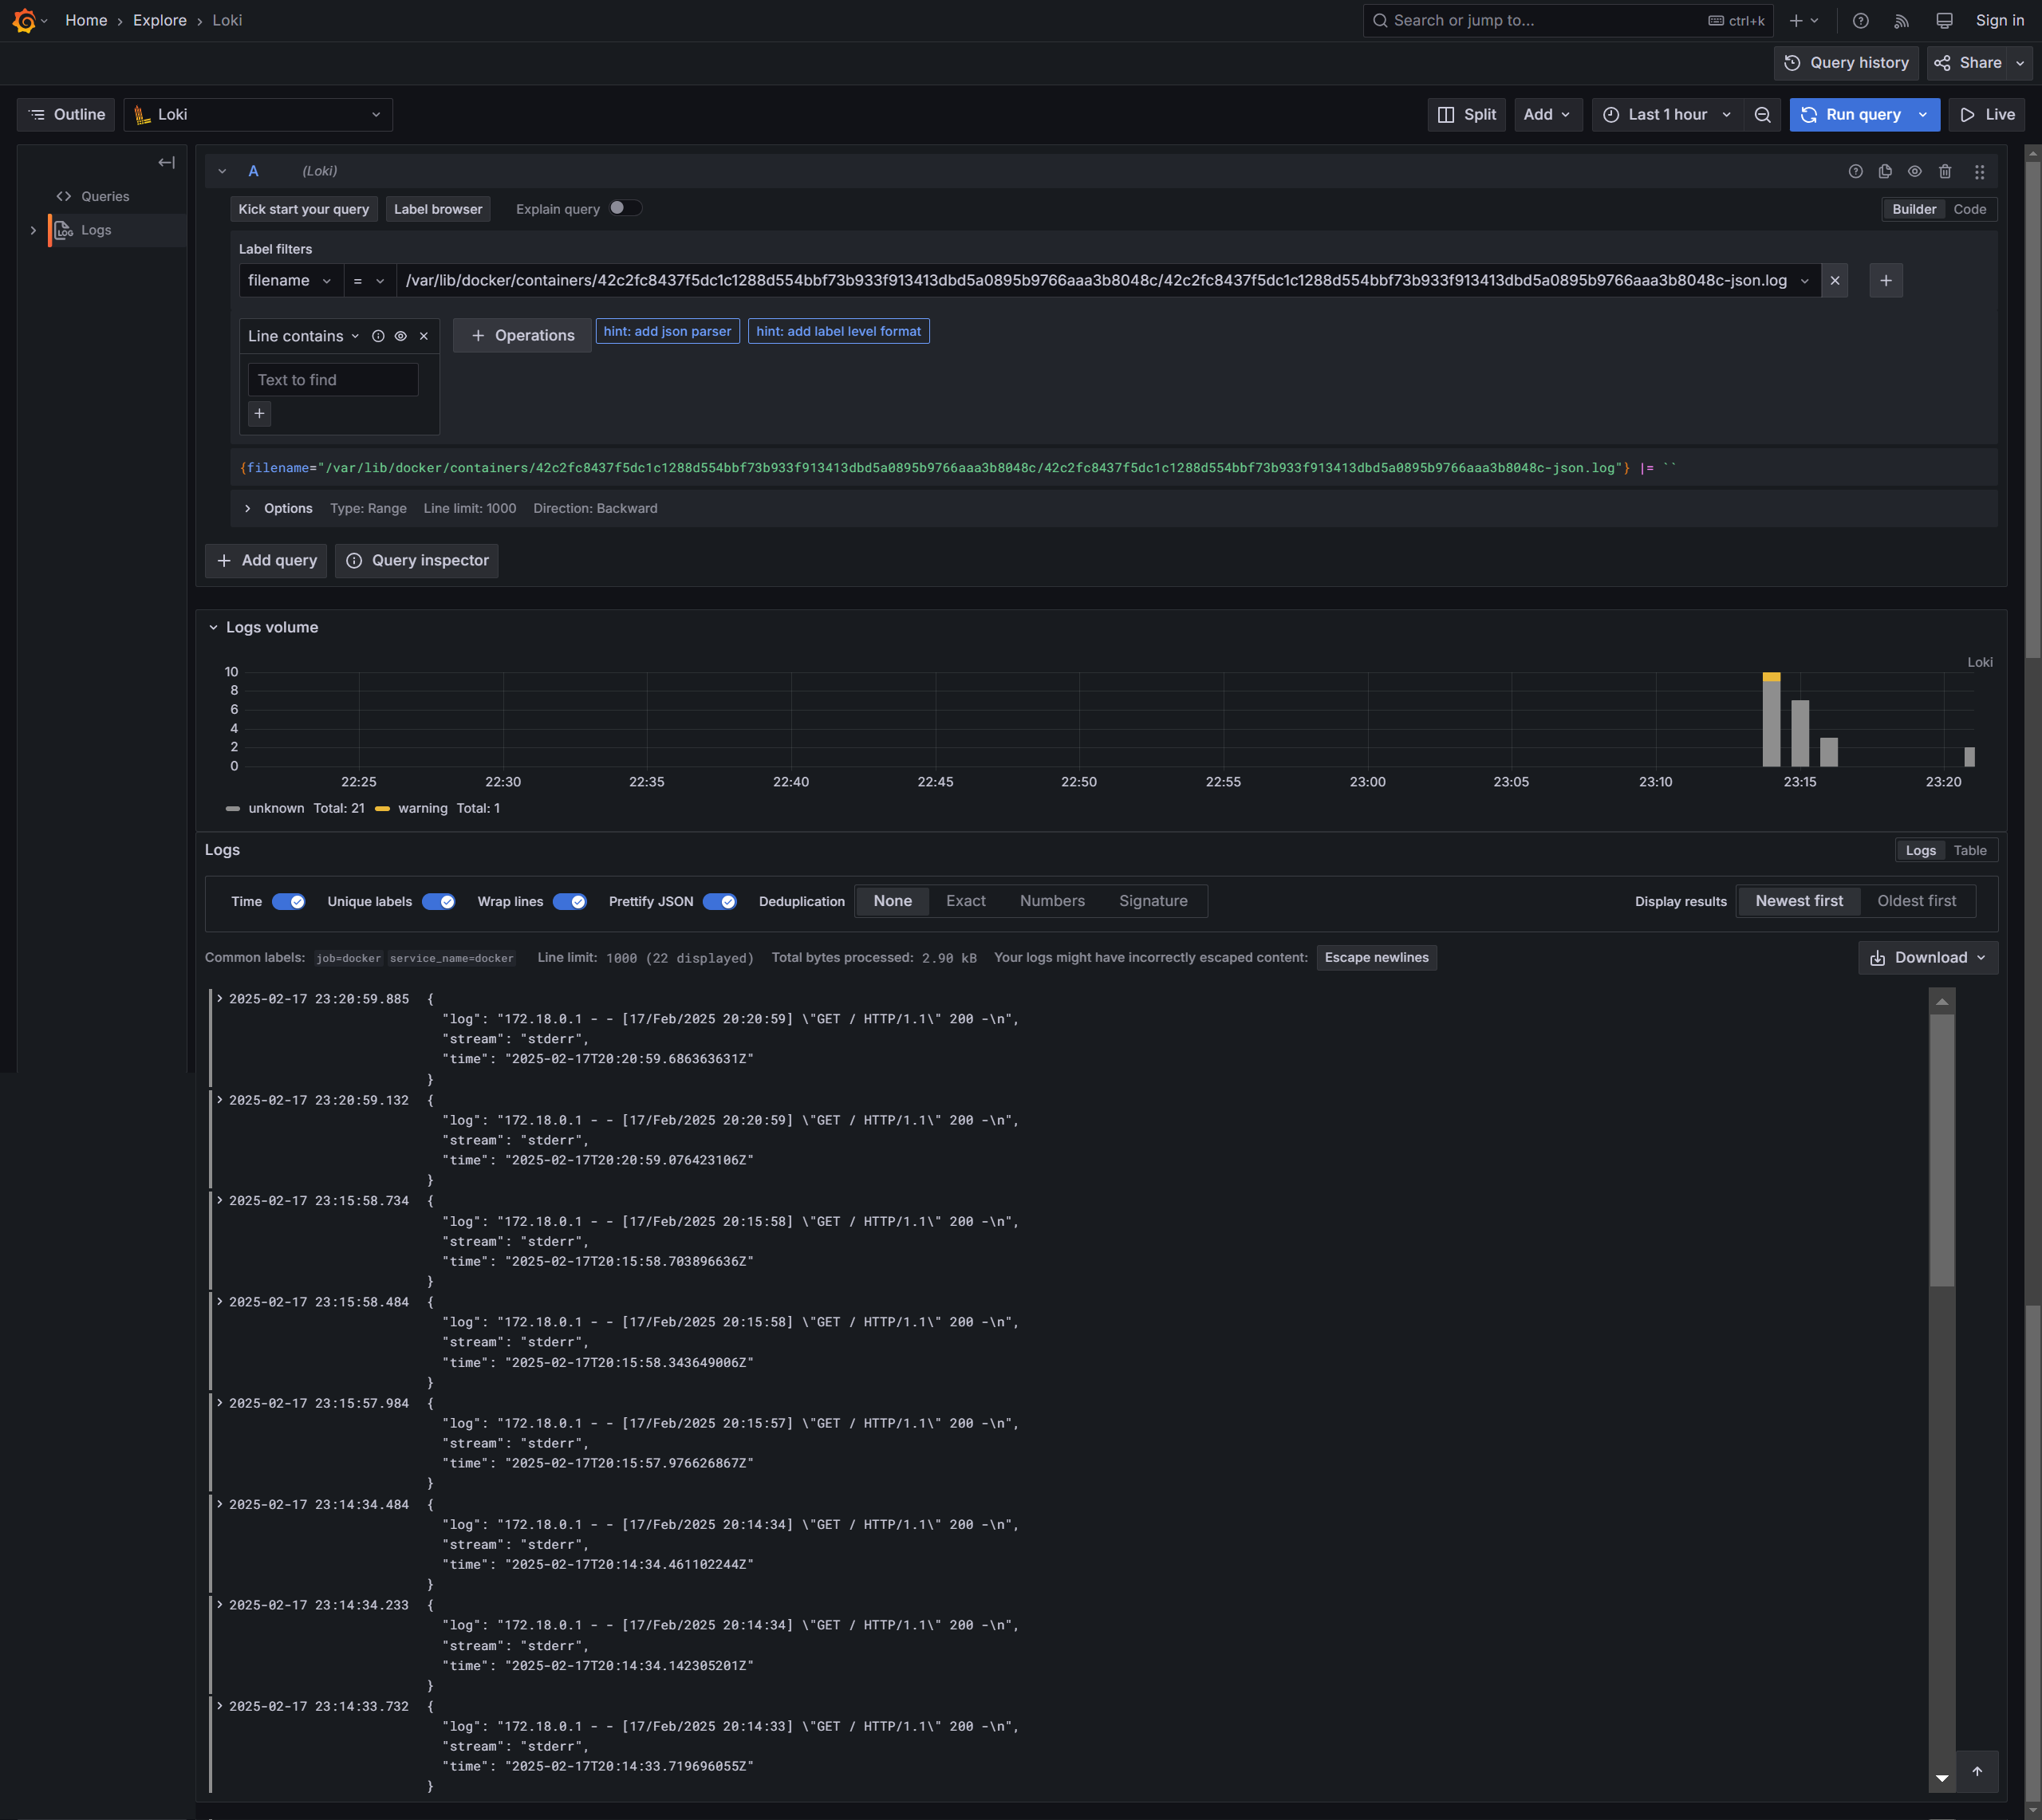 Home › Explore › Loki
Search or jump to... ctrl+k
Sign in
Query history
Share
Outline
Loki
Split
Add
Last 1 hour
Run query
Live
Queries
Logs
A (Loki)
Kick start your query
Label browser
Explain query
Builder Code
Label filters
filename = /var/lib/docker/containers/42c2fc8437f5dc1c1288d554bbf73b933f913413dbd5a0895b9766aaa3b8048c/42c2fc8437f5dc1c1288d554bbf73b933f913413dbd5a0895b9766aaa3b8048c-json.log
Line contains
Operations
hint: add json parser
hint: add label level format
Text to find
{filename="/var/lib/docker/containers/42c2fc8437f5dc1c1288d554bbf73b933f913413dbd5a0895b9766aaa3b8048c/42c2fc8437f5dc1c1288d554bbf73b933f913413dbd5a0895b9766aaa3b8048c-json.log"} |= ``
Options Type: Range Line limit: 1000 Direction: Backward
Add query
Query inspector
Logs volume
Loki
10
8
6
4
2
0
22:25 22:30 22:35 22:40 22:45 22:50 22:55 23:00 23:05 23:10 23:15 23:20
unknown Total: 21 warning Total: 1
Logs
Logs Table
Time Unique labels Wrap lines Prettify JSON Deduplication None Exact Numbers Signature Display results Newest first Oldest first
Common labels: job=docker service_name=docker Line limit: 1000 (22 displayed) Total bytes processed: 2.90 kB Your logs might have incorrectly escaped content: Escape newlines Download
2025-02-17 23:20:59.885 {
"log": "172.18.0.1 - - [17/Feb/2025 20:20:59] \"GET / HTTP/1.1\" 200 -\n",
"stream": "stderr",
"time": "2025-02-17T20:20:59.686363631Z"
}
2025-02-17 23:20:59.132 {
"log": "172.18.0.1 - - [17/Feb/2025 20:20:59] \"GET / HTTP/1.1\" 200 -\n",
"stream": "stderr",
"time": "2025-02-17T20:20:59.076423106Z"
}
2025-02-17 23:15:58.734 {
"log": "172.18.0.1 - - [17/Feb/2025 20:15:58] \"GET / HTTP/1.1\" 200 -\n",
"stream": "stderr",
"time": "2025-02-17T20:15:58.703896636Z"
}
2025-02-17 23:15:58.484 {
"log": "172.18.0.1 - - [17/Feb/2025 20:15:58] \"GET / HTTP/1.1\" 200 -\n",
"stream": "stderr",
"time": "2025-02-17T20:15:58.343649006Z"
}
2025-02-17 23:15:57.984 {
"log": "172.18.0.1 - - [17/Feb/2025 20:15:57] \"GET / HTTP/1.1\" 200 -\n",
"stream": "stderr",
"time": "2025-02-17T20:15:57.976626867Z"
}
2025-02-17 23:14:34.484 {
"log": "172.18.0.1 - - [17/Feb/2025 20:14:34] \"GET / HTTP/1.1\" 200 -\n",
"stream": "stderr",
"time": "2025-02-17T20:14:34.461102244Z"
}
2025-02-17 23:14:34.233 {
"log": "172.18.0.1 - - [17/Feb/2025 20:14:34] \"GET / HTTP/1.1\" 200 -\n",
"stream": "stderr",
"time": "2025-02-17T20:14:34.142305201Z"
}
2025-02-17 23:14:33.732 {
"log": "172.18.0.1 - - [17/Feb/2025 20:14:33] \"GET / HTTP/1.1\" 200 -\n",
"stream": "stderr",
"time": "2025-02-17T20:14:33.719696055Z"
}